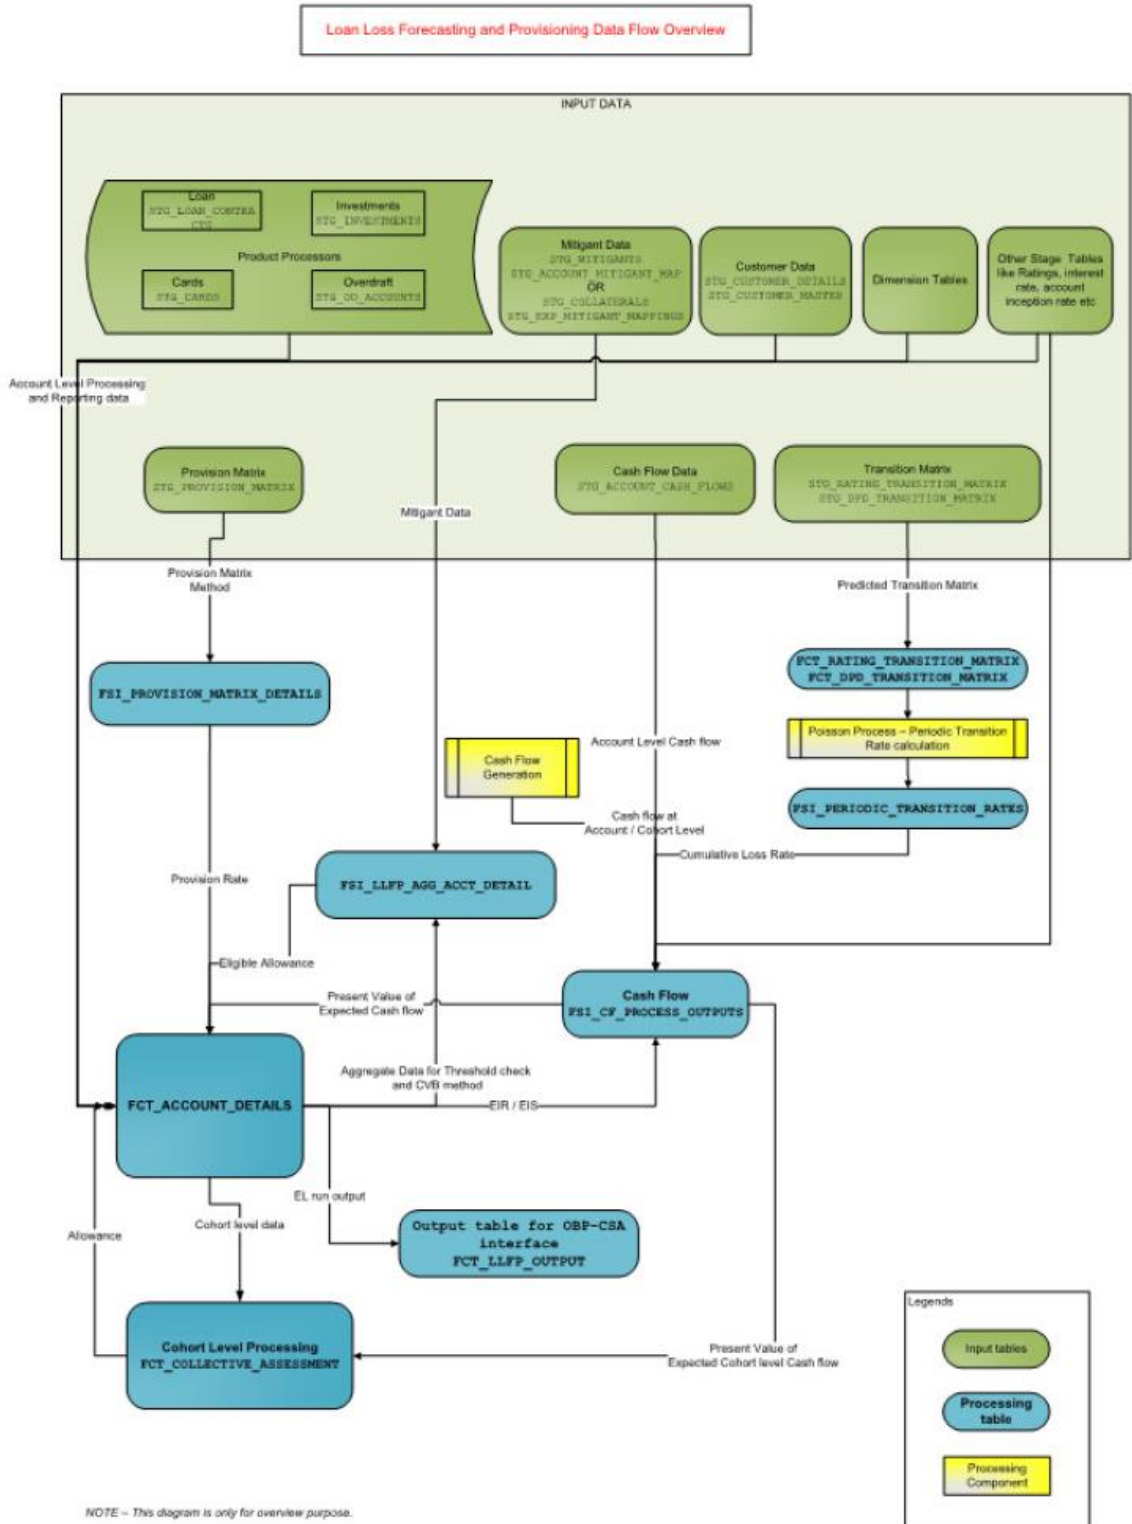 Loan Loss Forecasting and Provisioning Data Flow Overview
INPUT DATA
Loan
STG_LOAN_CONTRA
CTS
Investments
STG_INVESTMENTS
Product Processors
Cards
STG_CARDS
Overdraft
STG_OD_ACCOUNTS
Mitigant Data
STG_MITIGANTS
STG_ACCOUNT_MITIGANT_MAP
OR
STG_COLLATERALS
STG_EXP_MITIGANT_MAPPINGS
Customer Data
STG_CUSTOMER_DETAILS
STG_CUSTOMER_MASTER
Dimension Tables
Other Stage Tables
like Ratings, interest
rate, account
inception rate etc
Account Level Processing
and Reporting data
Provision Matrix
STG_PROVISION_MATRIX
Mitigant Data
Cash Flow Data
STG_ACCOUNT_CASH_FLOWS
Transition Matrix
STG_RATING_TRANSITION_MATRIX
STG_DPD_TRANSITION_MATRIX
Provision Matrix
Method
Predicted Transition Matrix
FSI_PROVISION_MATRIX_DETAILS
FCT_RATING_TRANSITION_MATRIX
FCT_DPD_TRANSITION_MATRIX
Poisson Process – Periodic Transition
Rate calculation
Account Level Cash flow
Cash Flow
Generation
FSI_PERIODIC_TRANSITION_RATES
Cash flow at
Account / Cohort Level
Cumulative Loss Rate
Provision Rate
FSI_LLFP_AGG_ACCT_DETAIL
Eligible Allowance
Present Value of
Expected Cash flow
Cash Flow
FSI_CF_PROCESS_OUTPUTS
Aggregate Data for Threshold check
and CVB method
FCT_ACCOUNT_DETAILS
EIR / EIS
EL run output
Cohort level data
Allowance
Output table for OBP-CSA
interface
FCT_LLFP_OUTPUT
Cohort Level Processing
FCT_COLLECTIVE_ASSESSMENT
Present Value of
Expected Cohort level Cash flow
Legends
Input tables
Processing
table
Processing
Component
NOTE – This diagram is only for overview purpose.